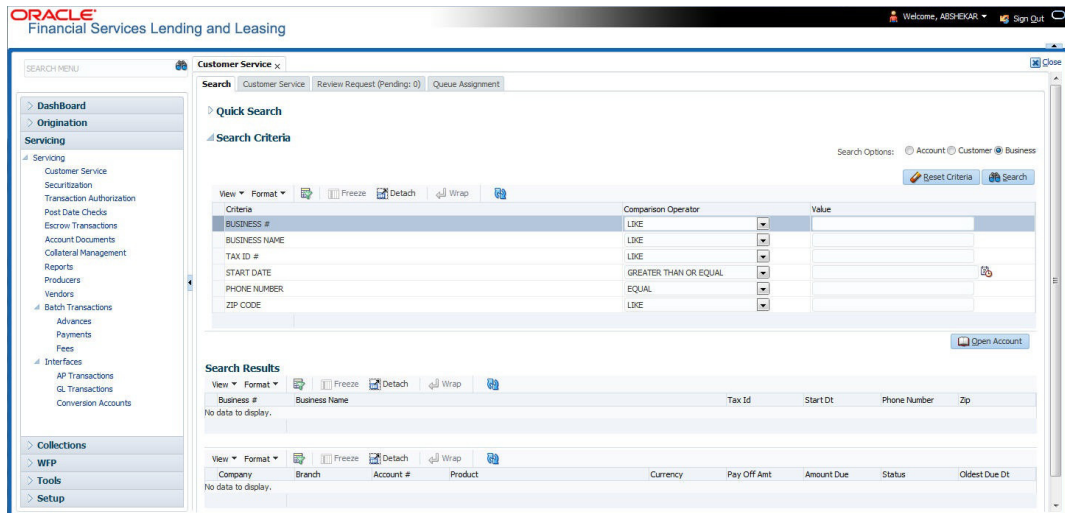 ORACLE
Financial Services Lending and Leasing
Welcome, ABSHEKAR
Sign Out
SEARCH MENU
Customer Service x
Close
Search Customer Service Review Request (Pending: 0) Queue Assignment
DashBoard
Origination
Servicing
Servicing
Customer Service
Securitization
Transaction Authorization
Post Date Checks
Escrow Transactions
Account Documents
Collateral Management
Reports
Producers
Vendors
Batch Transactions
Advances
Payments
Fees
Interfaces
AP Transactions
GL Transactions
Conversion Accounts
Collections
WFP
Tools
Setup
Quick Search
Search Criteria
Search Options: Account Customer Business
Reset Criteria Search
View Format Freeze Detach Wrap
Criteria Comparison Operator Value
BUSINESS # LIKE
BUSINESS NAME LIKE
TAX ID # LIKE
START DATE GREATER THAN OR EQUAL
PHONE NUMBER EQUAL
ZIP CODE LIKE
Open Account
Search Results
View Format Freeze Detach Wrap
Business # Business Name Tax Id Start Dt Phone Number Zip
No data to display.
View Format Freeze Detach Wrap
Company Branch Account # Product Currency Pay Off Amt Amount Due Status Oldest Due Dt
No data to display.